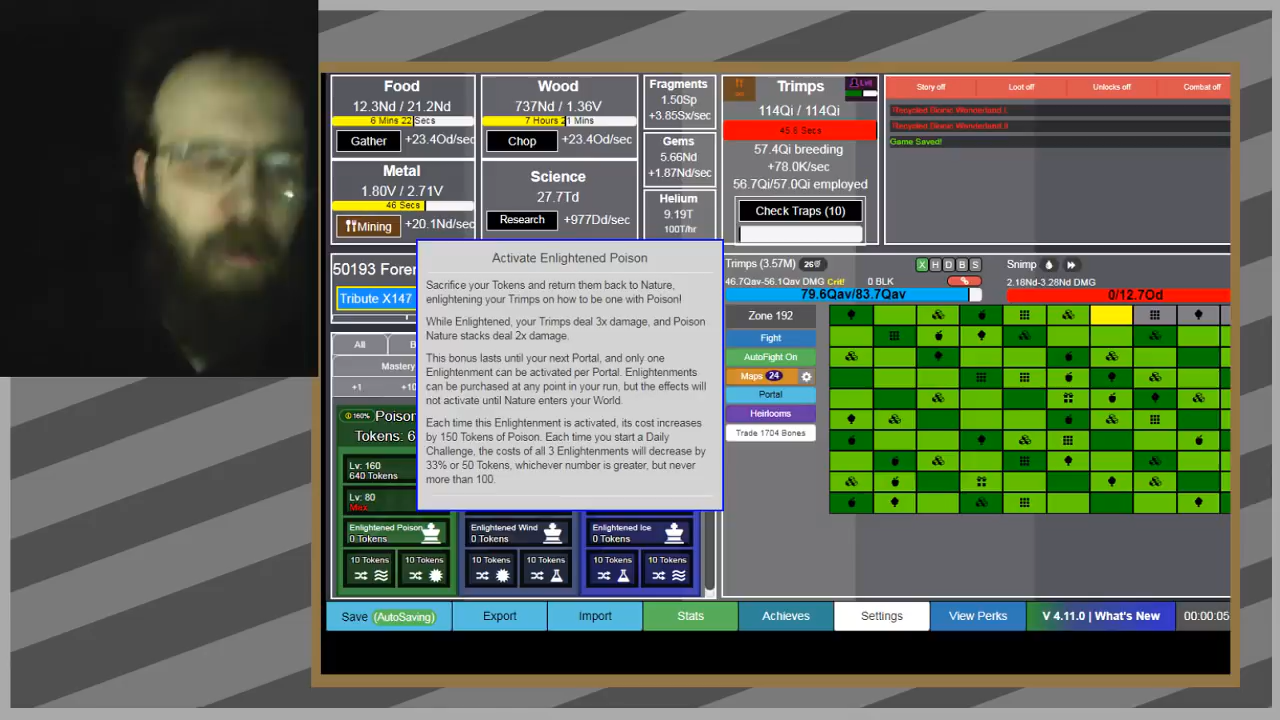 Food
12.3Nd / 21.2Nd
6 Mins 22 Secs
Gather +23.4Od/sec
Wood
737Nd / 1.36V
7 Hours 21 Mins
Chop +23.4Od/sec
Metal
1.80V / 2.71V
46 Secs
Mining +20.1Nd/sec
Science
27.7Td
Research +977Dd/sec
Fragments
1.50Sp
+3.85Sx/sec
Gems
5.66Nd
+1.87Nd/sec
Helium
9.19T
100T/hr
Trimps
114Qi / 114Qi
45.6 Secs
57.4Qi breeding
+78.0K/sec
56.7Qi/57.0Qi employed
Check Traps (10)
Story off Loot off Unlocks off Combat off
Recycled Bionic Wonderland I
Recycled Bionic Wonderland II
Game Saved!
50193 Forer
Tribute X147
All B
Mastery
+1 +10
160% Poison
Tokens: 6
Lv: 160
640 Tokens
Lv: 80
Max
Activate Enlightened Poison
Sacrifice your Tokens and return them back to Nature,
enlightening your Trimps on how to be one with Poison!
While Enlightened, your Trimps deal 3x damage, and Poison
Nature stacks deal 2x damage.
This bonus lasts until your next Portal, and only one
Enlightenment can be activated per Portal. Enlightenments
can be purchased at any point in your run, but the effects will
not activate until Nature enters your World.
Each time this Enlightenment is activated, its cost increases
by 150 Tokens of Poison. Each time you start a Daily
Challenge, the costs of all 3 Enlightenments will decrease by
33% or 50 Tokens, whichever number is greater, but never
more than 100.
Enlightened Poison
0 Tokens
Enlightened Wind
0 Tokens
Enlightened Ice
0 Tokens
10 Tokens 10 Tokens 10 Tokens 10 Tokens 10 Tokens 10 Tokens
Trimps (3.57M) 26
X H D B S
46.7Qav-56.1Qav DMG Crit! 0 BLK
79.6Qav/83.7Qav
Snimp
2.18Nd-3.28Nd DMG
0/12.7Od
Zone 192
Fight
AutoFight On
Maps 24
Portal
Heirlooms
Trade 1704 Bones
Save (AutoSaving) Export Import Stats Achieves Settings View Perks V 4.11.0 | What's New 00:00:05